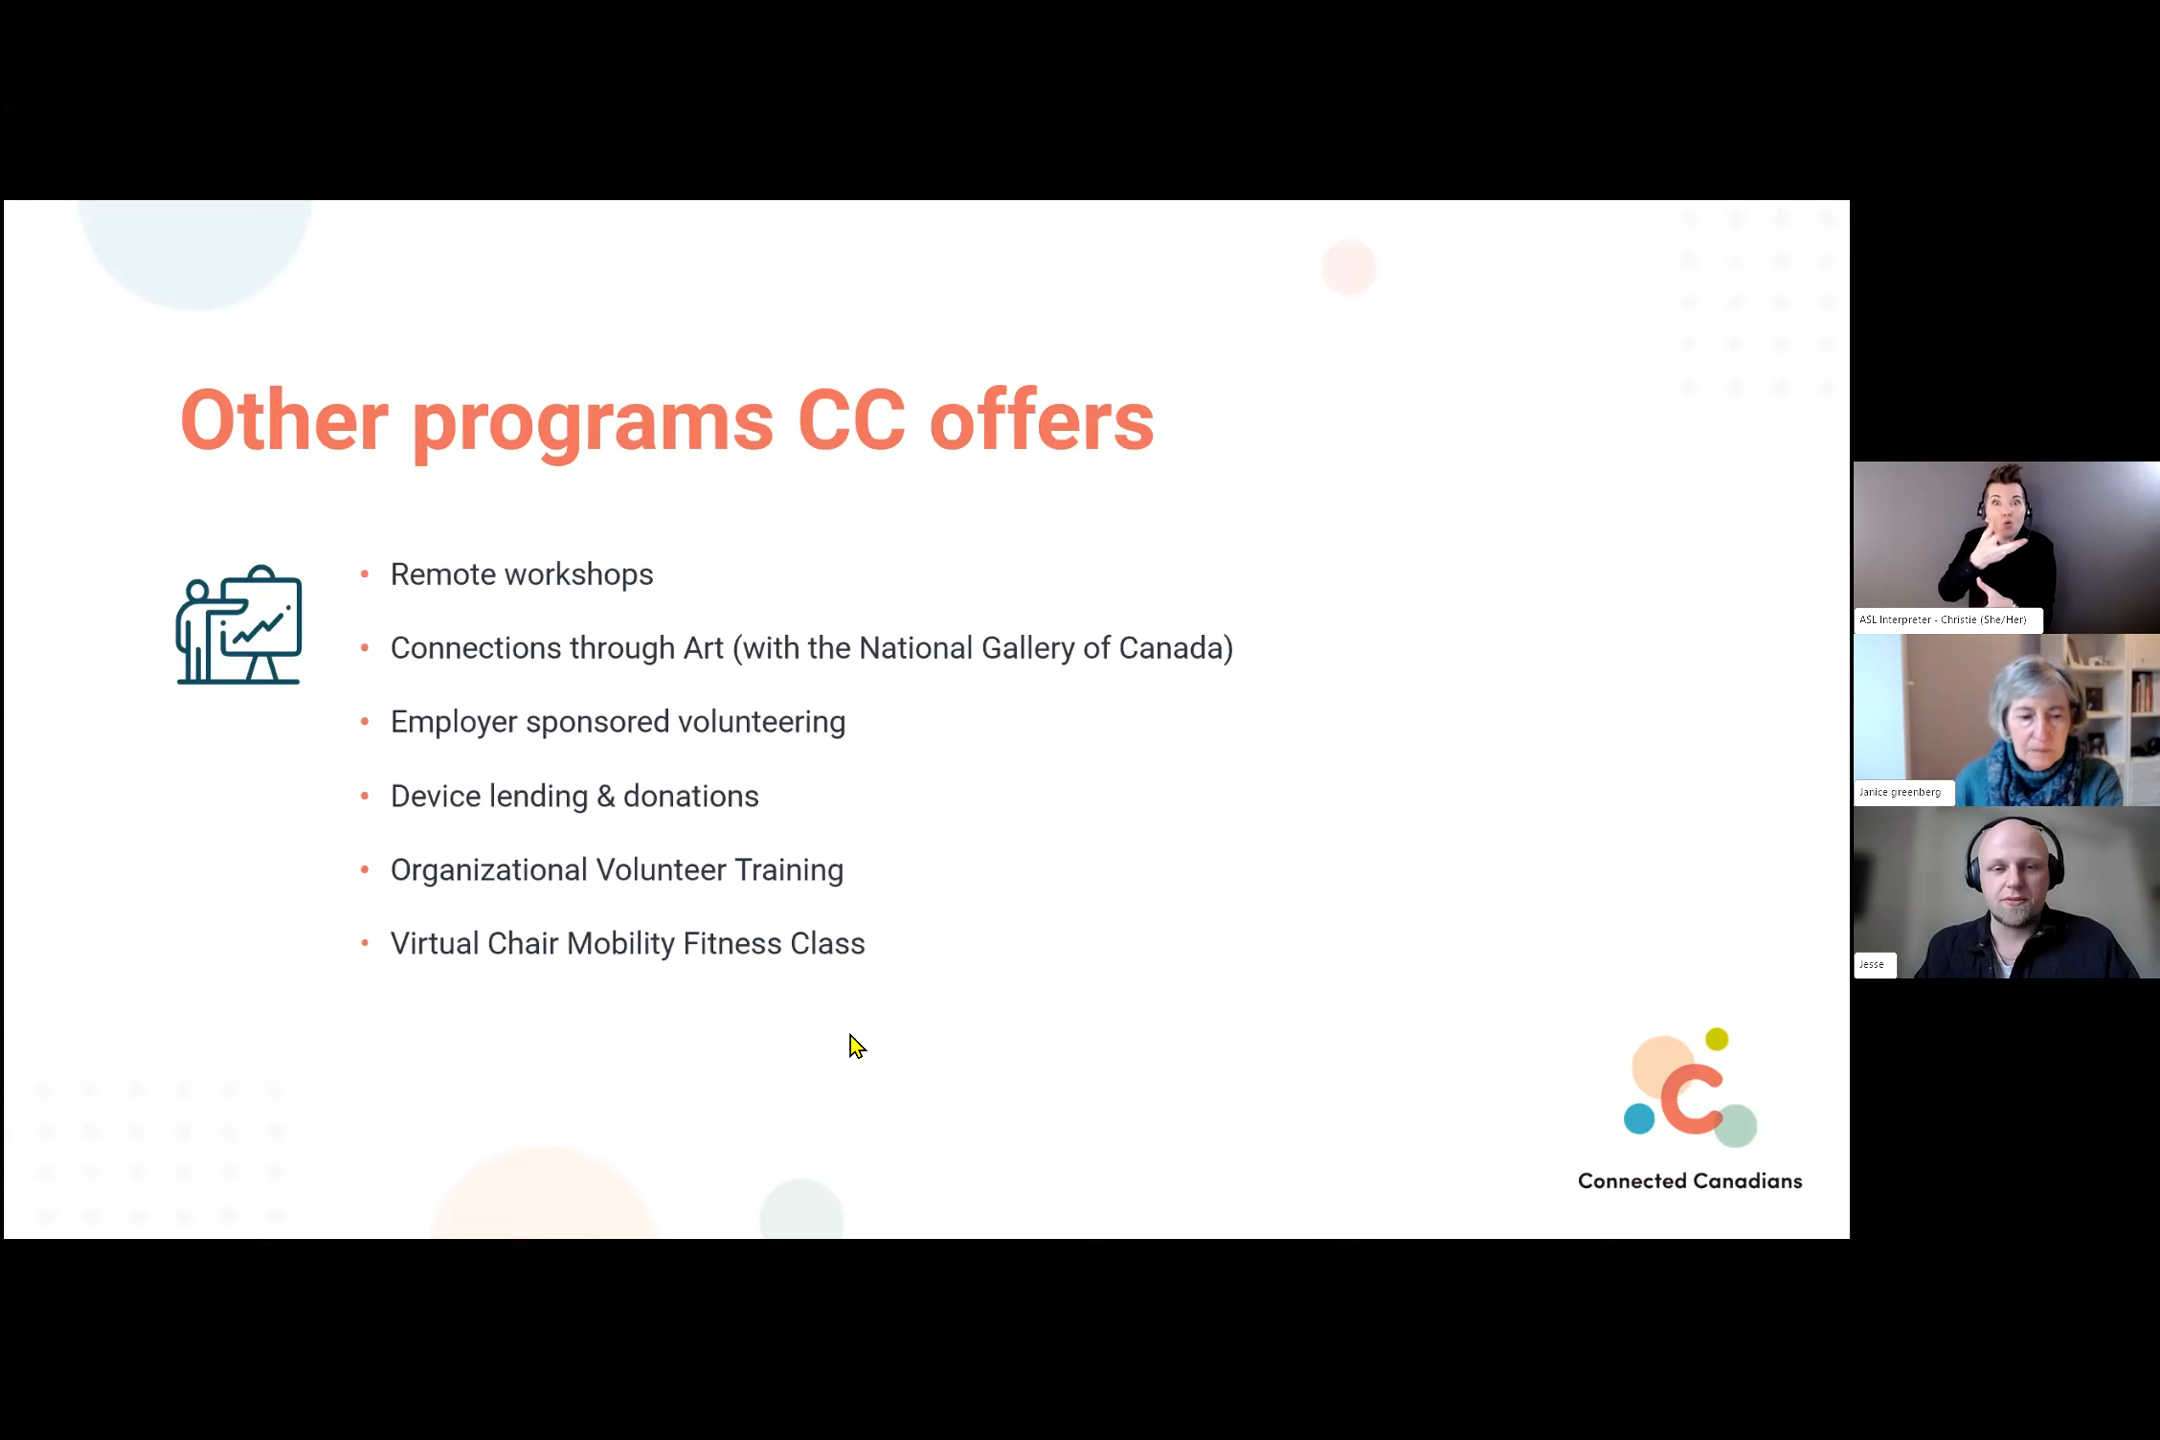 Other programs CC offers
• Remote workshops
• Connections through Art (with the National Gallery of Canada)
• Employer sponsored volunteering
• Device lending & donations
• Organizational Volunteer Training
• Virtual Chair Mobility Fitness Class
Connected Canadians
ASL Interpreter - Christie (She/Her)
Janice greenberg
Jesse